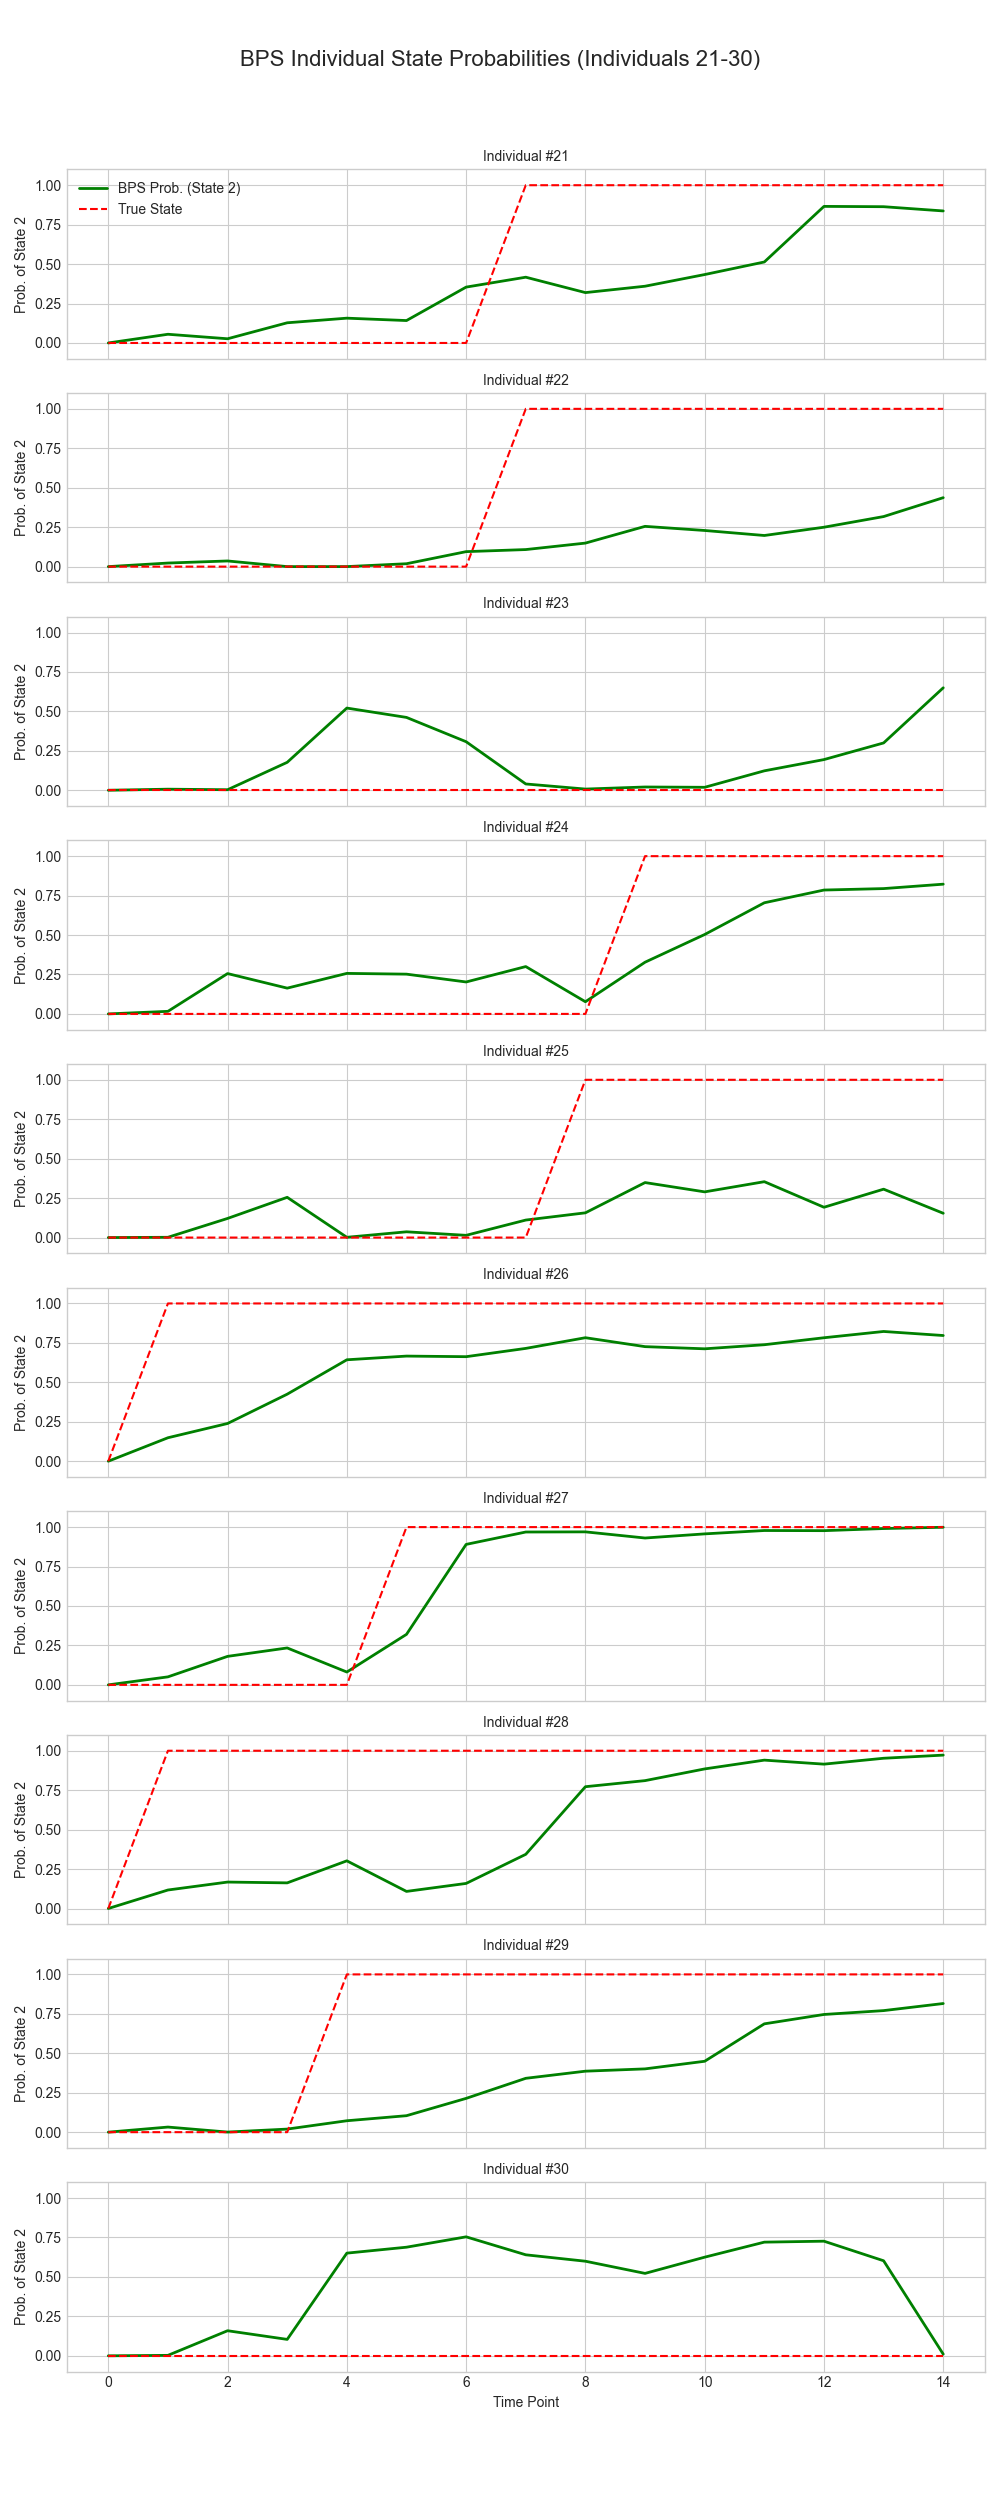 BPS Individual State Probabilities (Individuals 21-30)
Individual #21
BPS Prob. (State 2)
True State
Prob. of State 2
1.00
0.75
0.50
0.25
0.00
Individual #22
Prob. of State 2
1.00
0.75
0.50
0.25
0.00
Individual #23
Prob. of State 2
1.00
0.75
0.50
0.25
0.00
Individual #24
Prob. of State 2
1.00
0.75
0.50
0.25
0.00
Individual #25
Prob. of State 2
1.00
0.75
0.50
0.25
0.00
Individual #26
Prob. of State 2
1.00
0.75
0.50
0.25
0.00
Individual #27
Prob. of State 2
1.00
0.75
0.50
0.25
0.00
Individual #28
Prob. of State 2
1.00
0.75
0.50
0.25
0.00
Individual #29
Prob. of State 2
1.00
0.75
0.50
0.25
0.00
Individual #30
Prob. of State 2
1.00
0.75
0.50
0.25
0.00
0 2 4 6 8 10 12 14
Time Point